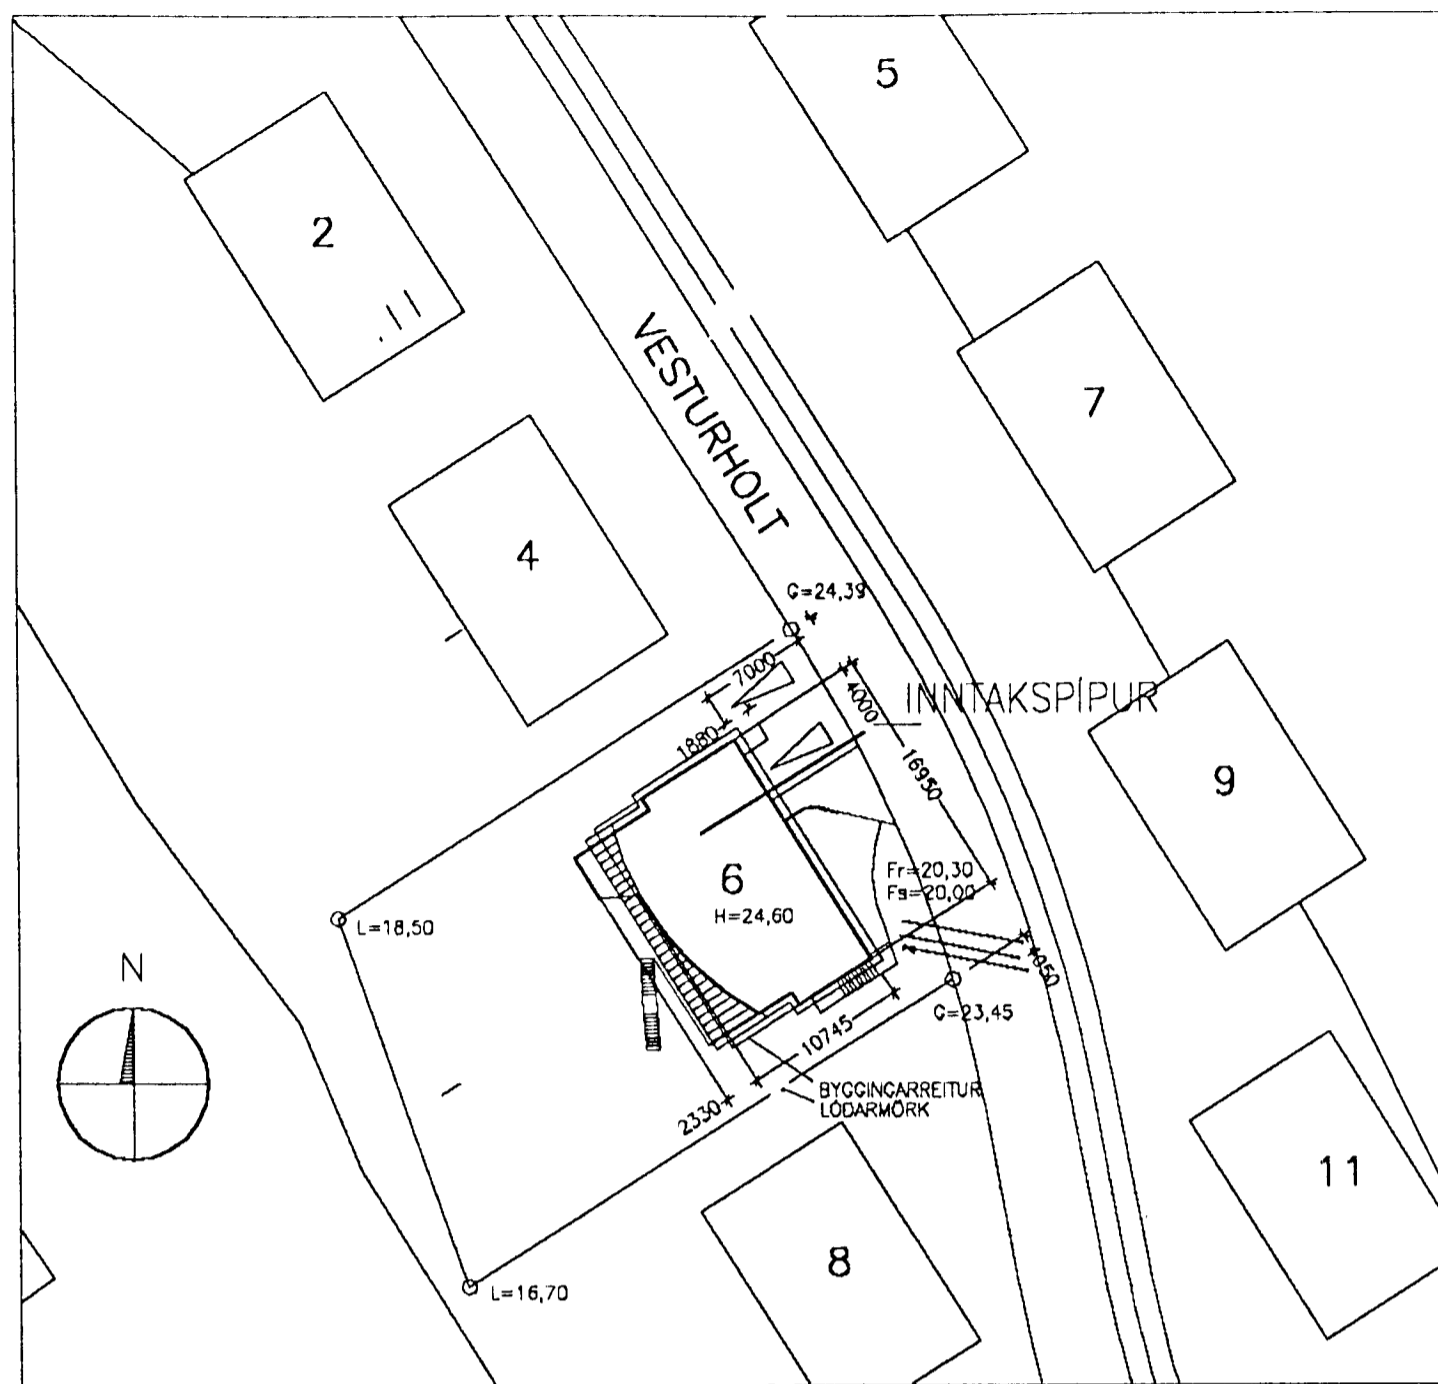 5
2
7
VESTURHOLT
4
G=24,39
7000
4000
INNTAKSPÍPUR
1880
16950
9
6
H=24,60
Fr=20,30
Fs=20,00
L=18,50
N
G=23,45
10745
BYGGINGARREITUR
LÓÐARMÖRK
2330
11
8
L=16,70